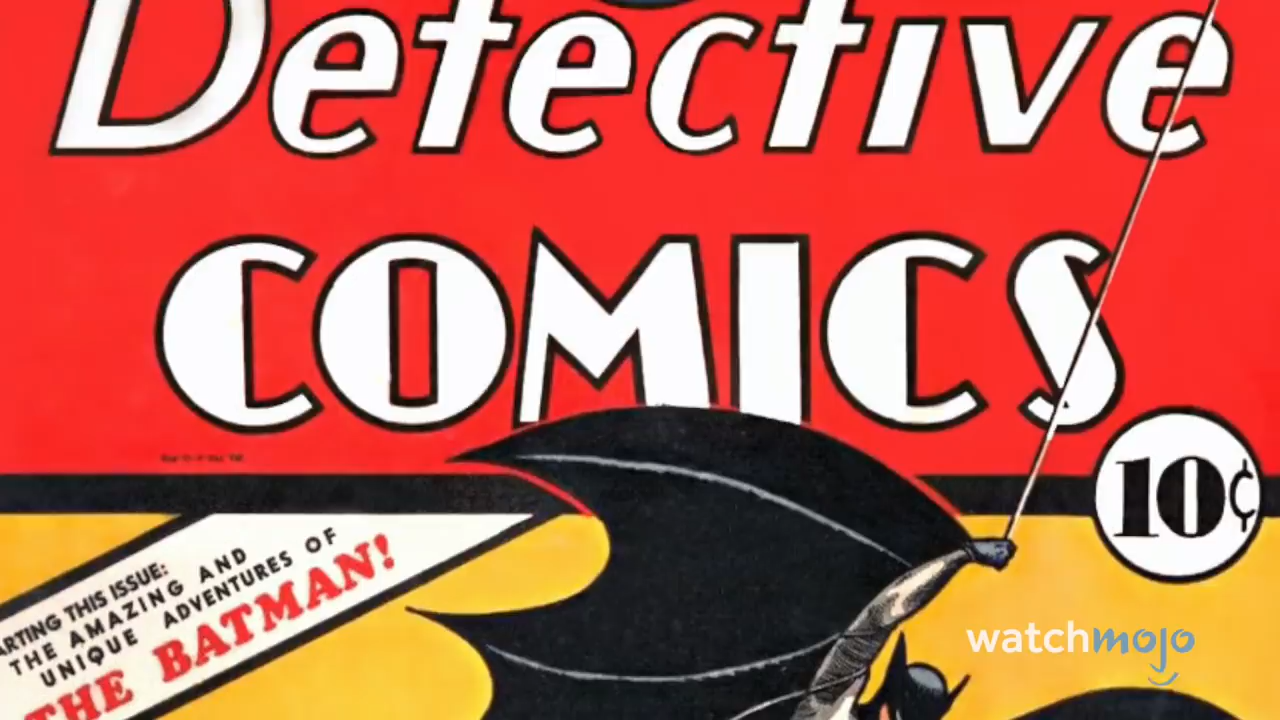 Detective
COMICS
10¢
ARTING THIS ISSUE:
THE AMAZING AND
UNIQUE ADVENTURES OF
THE BATMAN!
watchmojo